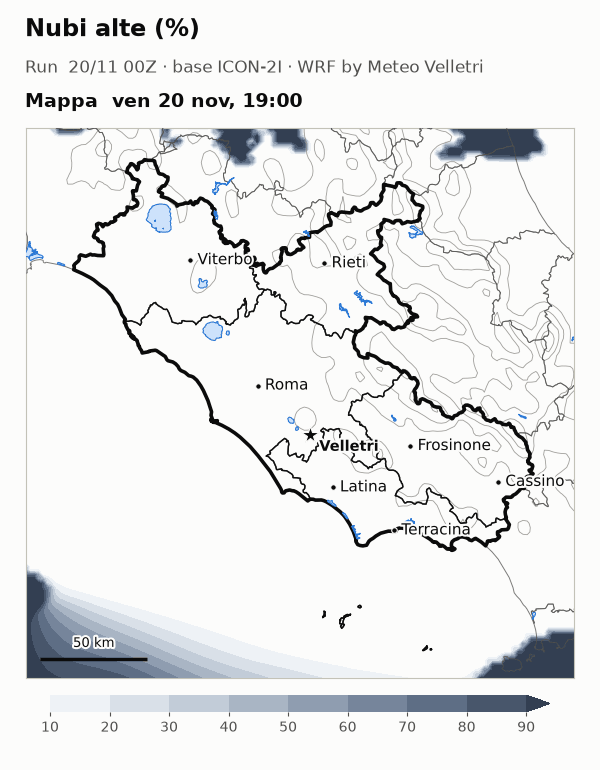 Nubi alte (%)
Run  20/11 00Z · base ICON-2I · WRF by Meteo Velletri
Mappa  ven 20 nov, 19:00
Viterbo
Rieti
Roma
Velletri
Frosinone
Cassino
Latina
Terracina
50 km
10 20 30 40 50 60 70 80 90